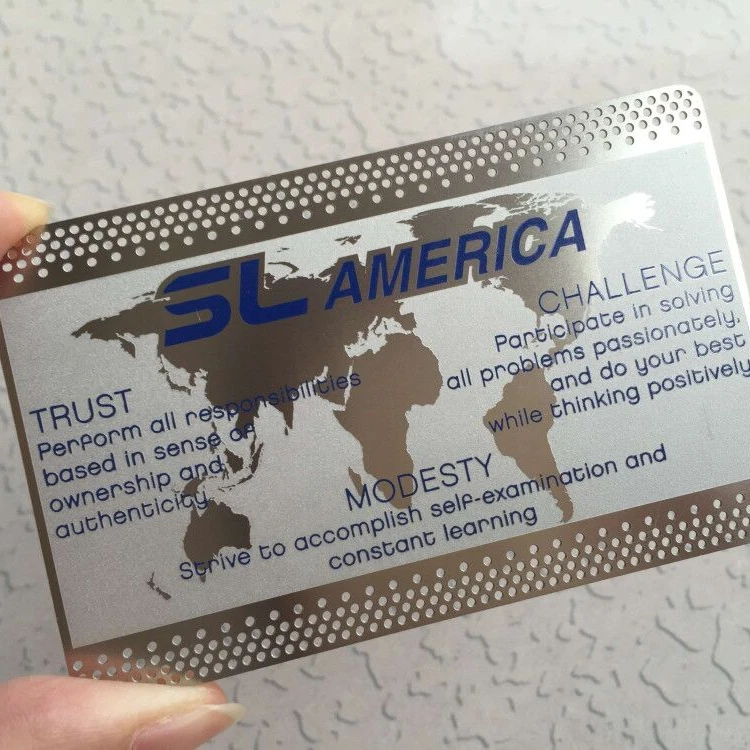 SL AMERICA
CHALLENGE
Participate in solving
all problems passionately,
and do your best
while thinking positively
TRUST
Perform all responsibilities
based in sense of
ownership and
authenticity
MODESTY
Strive to accomplish self-examination and
constant learning